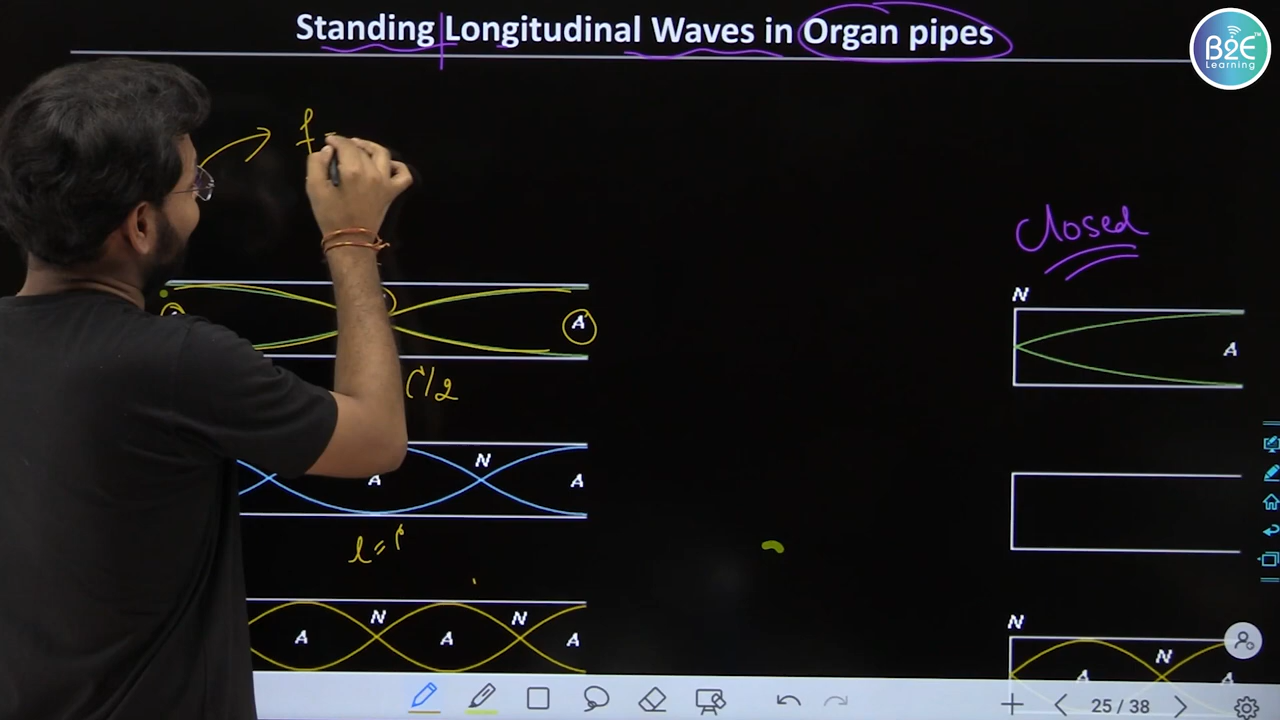 Standing Longitudinal Waves in Organ pipes
B2E
Learning
f =
Closed
N
A
A
A
/2
N
A
A
l =
N
N
N
A
A
A
N
A
A
25 / 38